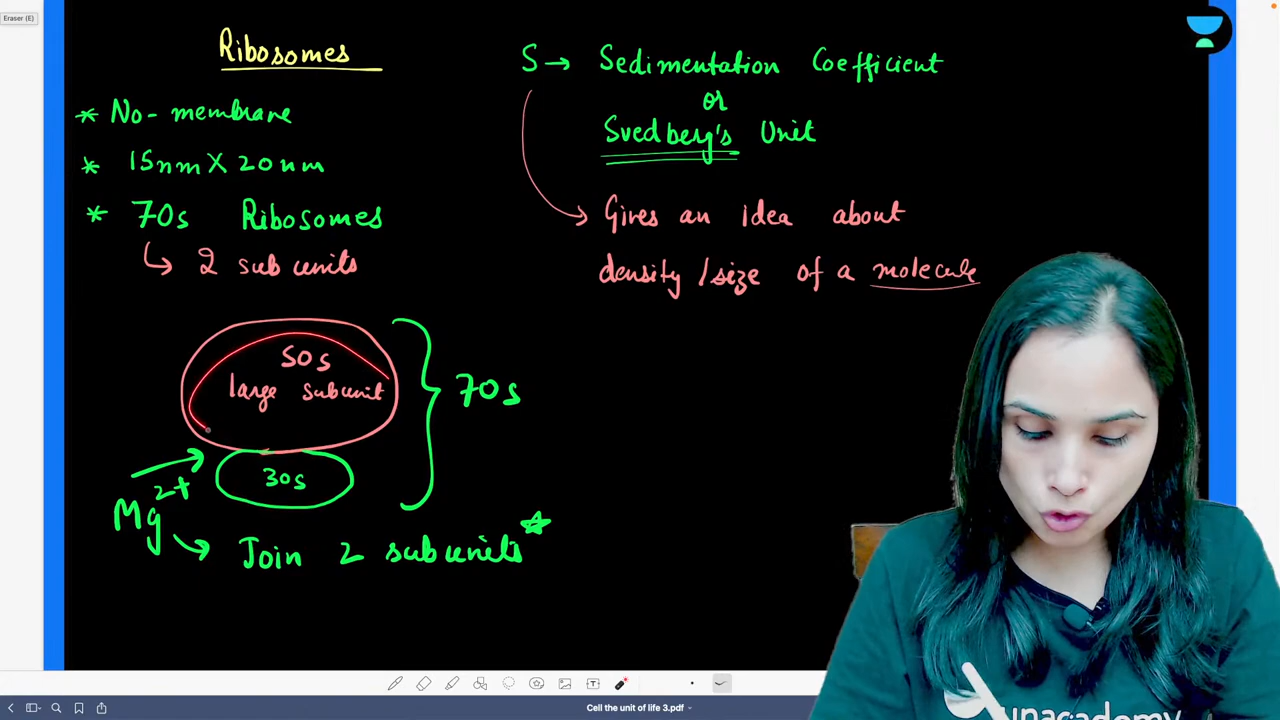 Eraser (E)
Ribosomes
* No-membrane
* 15nm X 20nm
* 70s Ribosomes
↳ 2 sub units
S → Sedimentation Coefficient
or
Svedberg's Unit
Gives an idea about
density/size of a molecule
50s
large subunit
30s
70s
Mg2+
Join 2 subunits
Cell the unit of life 3.pdf
unacademy